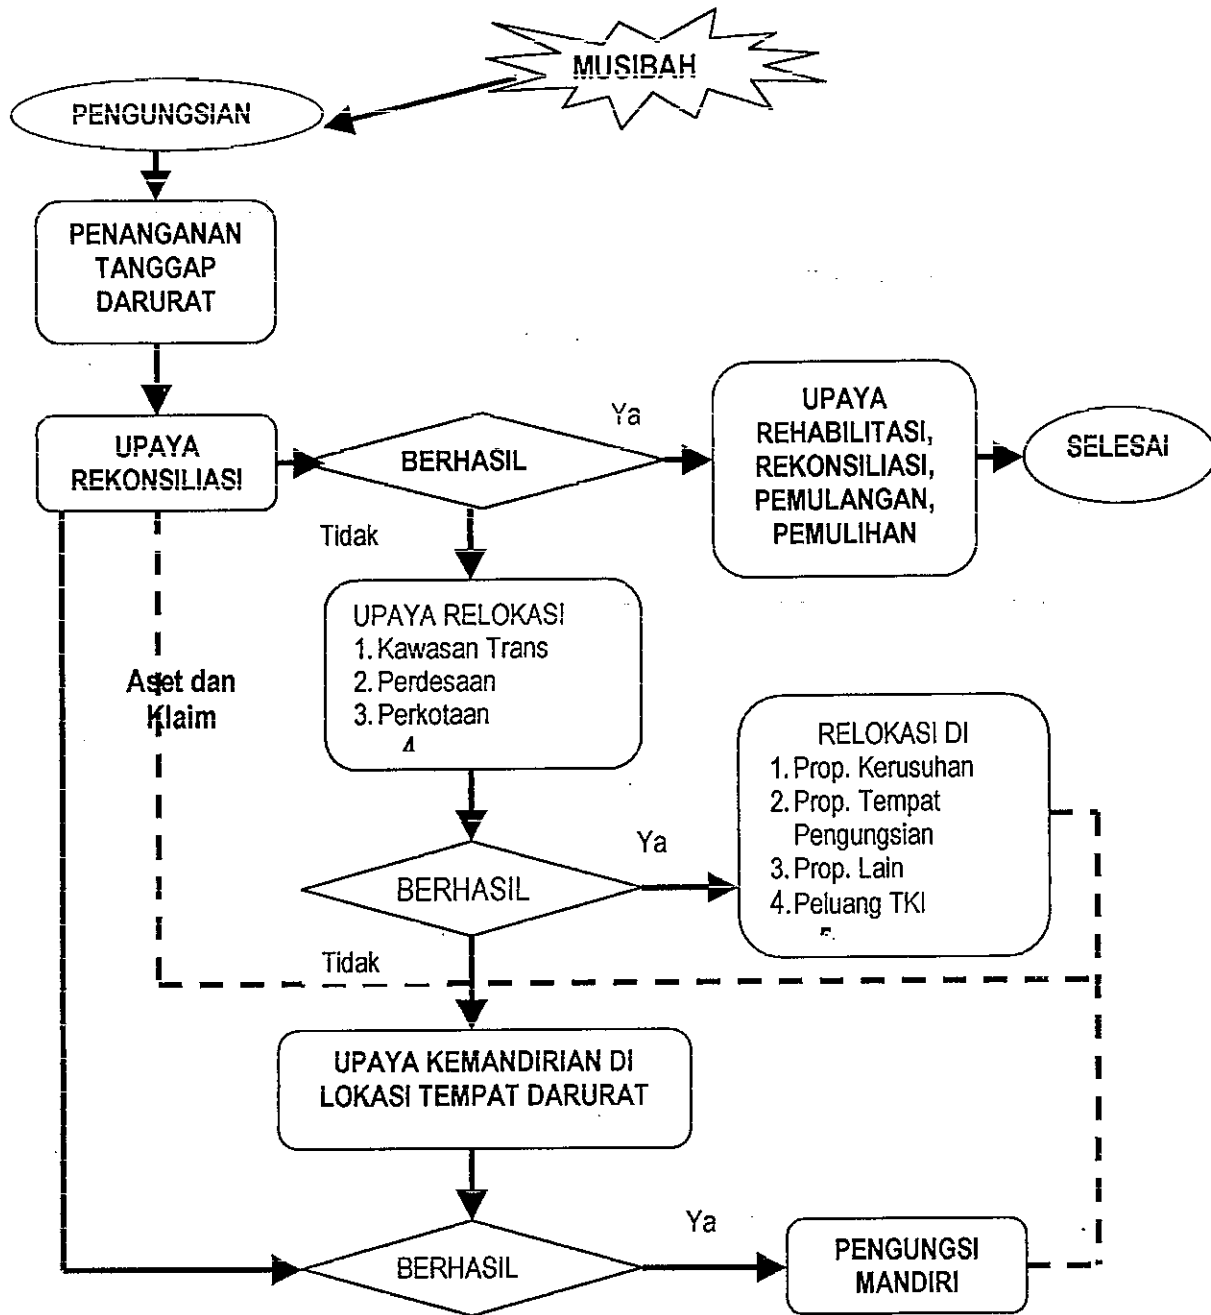 MUSIBAH
PENGUNGSIAN
PENANGANAN
TANGGAP
DARURAT
UPAYA
REKONSILIASI
BERHASIL
Ya
UPAYA
REHABILITASI,
REKONSILIASI,
PEMULANGAN,
PEMULIHAN
SELESAI
Tidak
UPAYA RELOKASI
1. Kawasan Trans
2. Perdesaan
3. Perkotaan
Aset dan
Klaim
BERHASIL
Ya
RELOKASI DI
1. Prop. Kerusuhan
2. Prop. Tempat
Pengungsian
3. Prop. Lain
4. Peluang TKI
Tidak
UPAYA KEMANDIRIAN DI
LOKASI TEMPAT DARURAT
BERHASIL
Ya
PENGUNGSI
MANDIRI